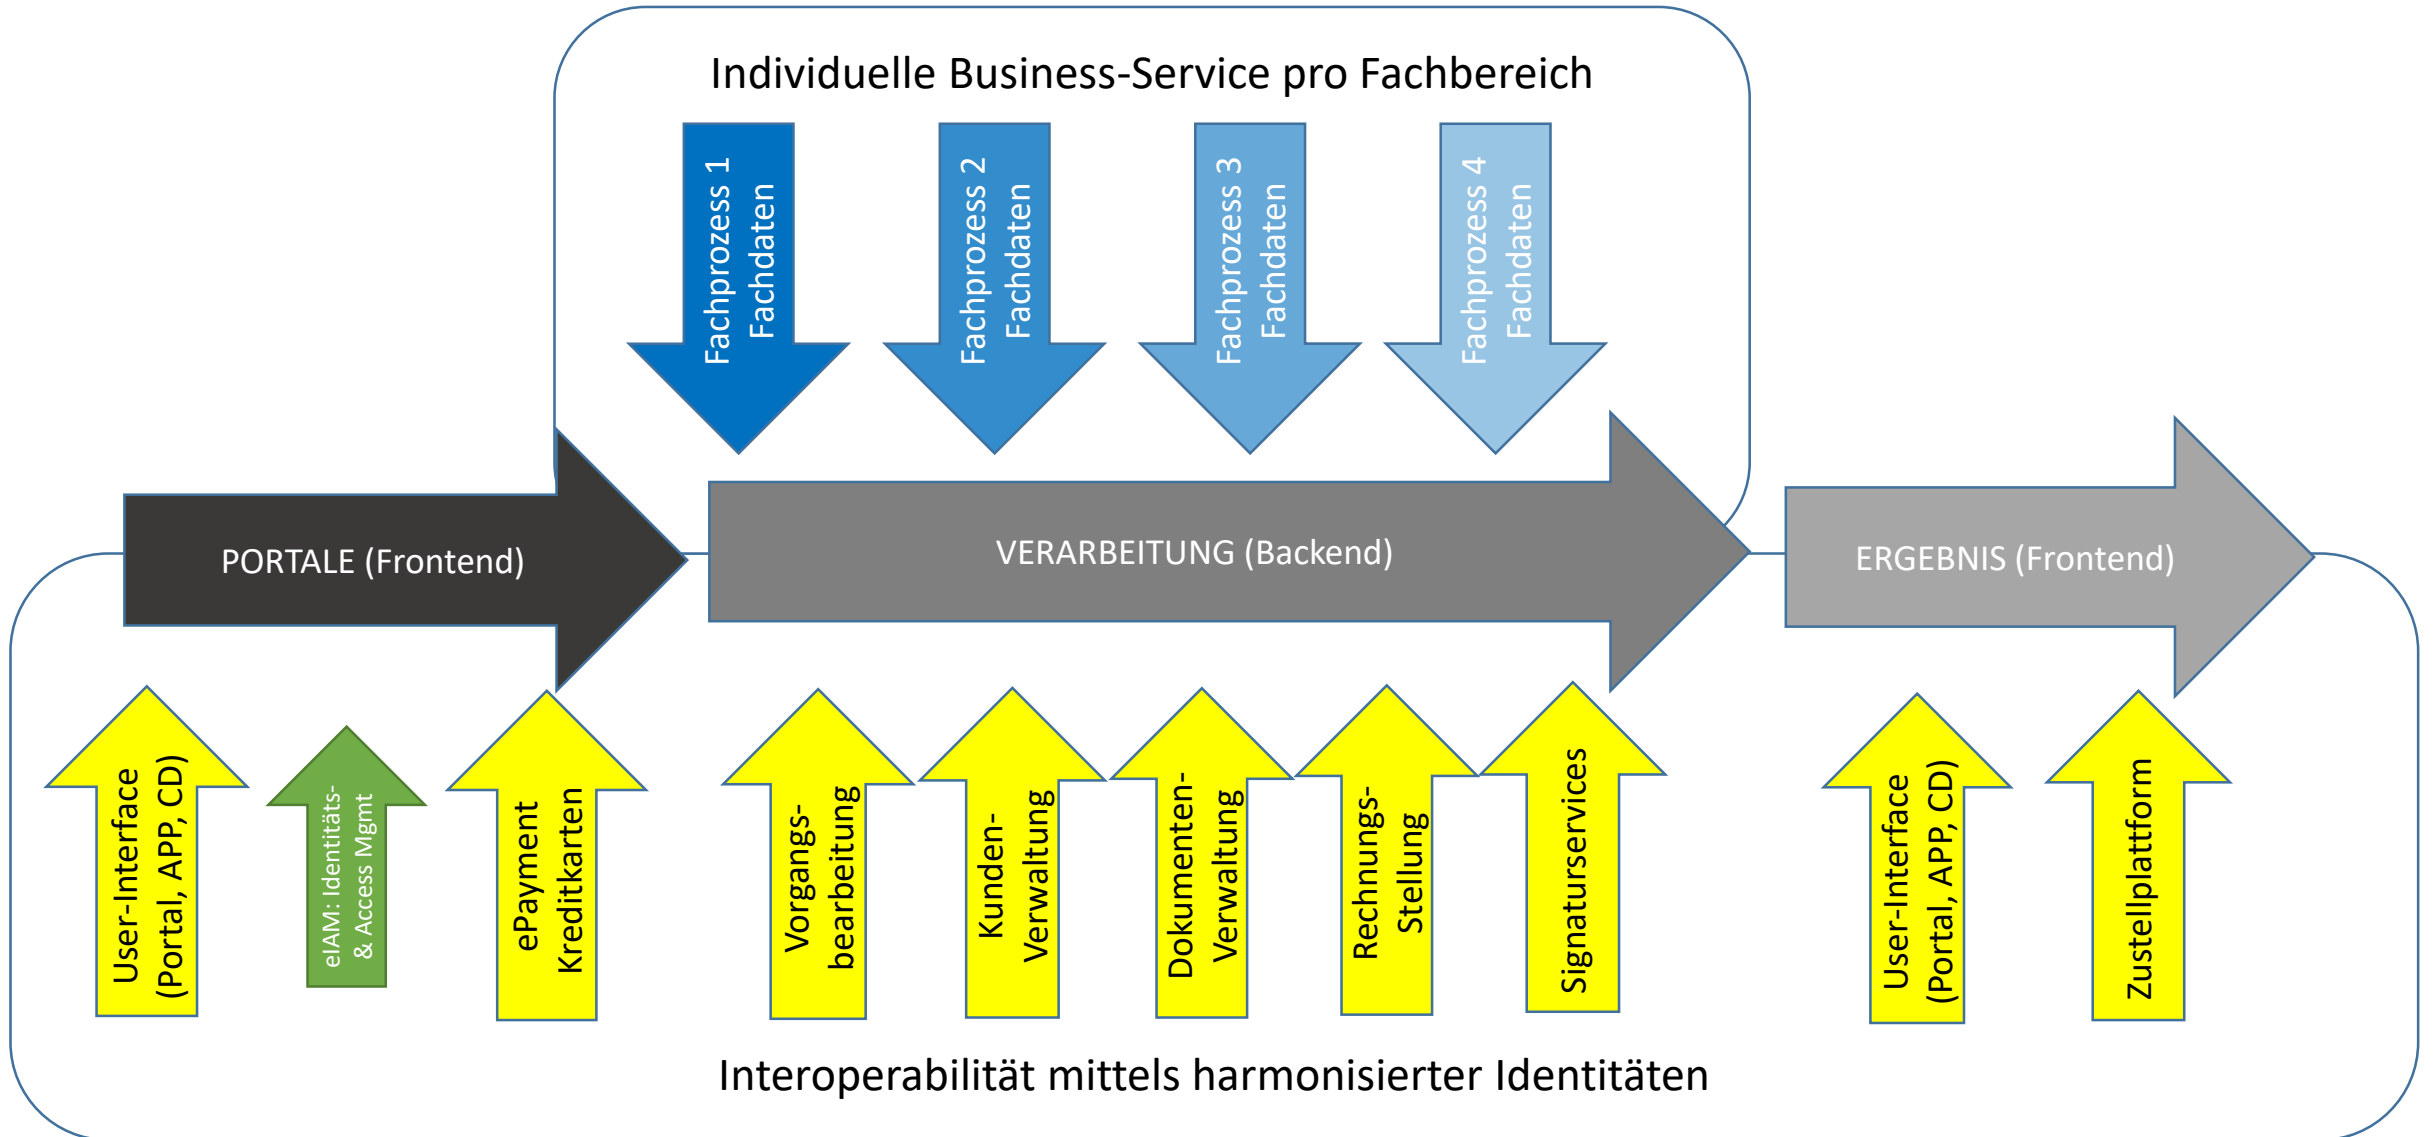 Individuelle Business-Service pro Fachbereich
Fachprozess 1
Fachdaten
Fachprozess 2
Fachdaten
Fachprozess 3
Fachdaten
Fachprozess 4
Fachdaten
PORTALE (Frontend)
VERARBEITUNG (Backend)
ERGEBNIS (Frontend)
User-Interface
(Portal, APP, CD)
eIAM: Identitäts-
& Access Mgmt
ePayment
Kreditkarten
Vorgangs-
bearbeitung
Kunden-
Verwaltung
Dokumenten-
Verwaltung
Rechnungs-
Stellung
Signaturservices
User-Interface
(Portal, APP, CD)
Zustellplattform
Interoperabilität mittels harmonisierter Identitäten